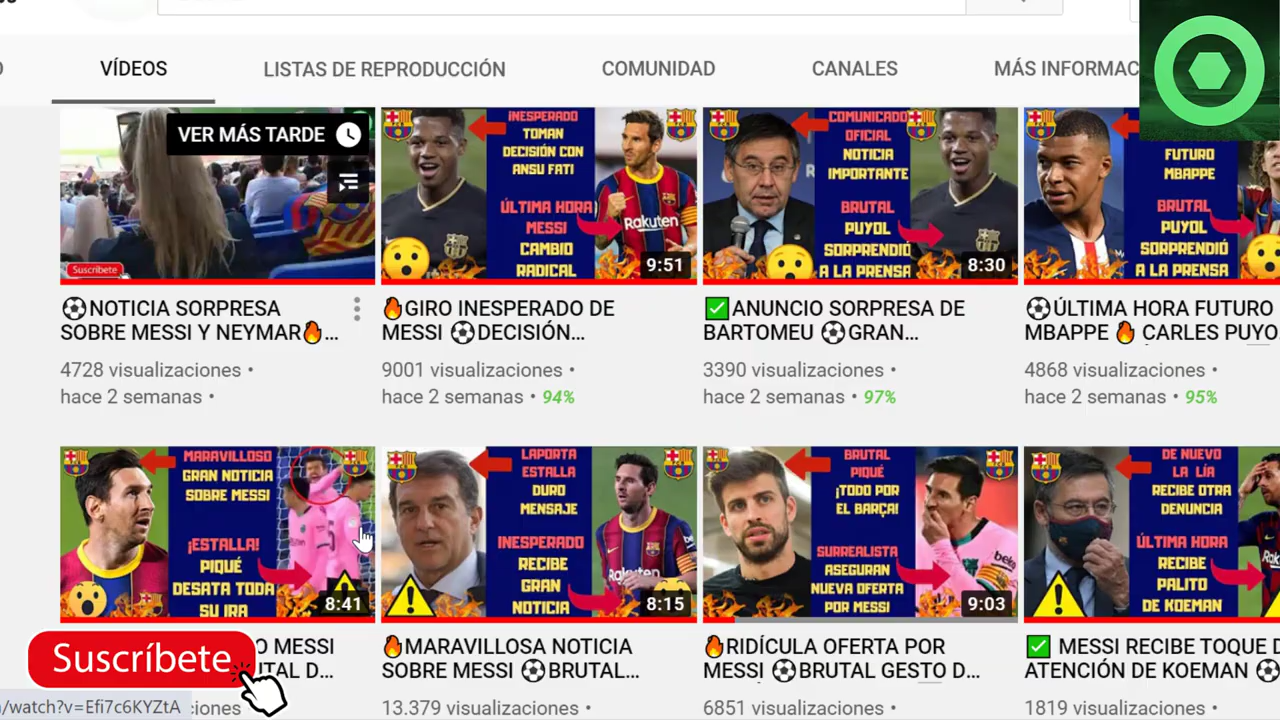 VÍDEOS
LISTAS DE REPRODUCCIÓN
COMUNIDAD
CANALES
MÁS INFORMAC
VER MÁS TARDE
Suscríbete
INESPERADO
TOMAN
DECISIÓN CON
ANSU FATI
ÚLTIMA HORA
MESSI
CAMBIO
RADICAL
Rakuten
9:51
COMUNICADO
OFICIAL
NOTICIA
IMPORTANTE
BRUTAL
PUYOL
SORPRENDIÓ
A LA PRENSA
8:30
FUTURO
MBAPPE
BRUTAL
PUYOL
SORPRENDIÓ
A LA PRENSA
⚽NOTICIA SORPRESA
SOBRE MESSI Y NEYMAR🔥...
4728 visualizaciones •
hace 2 semanas •
🔥GIRO INESPERADO DE
MESSI ⚽DECISIÓN...
9001 visualizaciones •
hace 2 semanas • 94%
✅ANUNCIO SORPRESA DE
BARTOMEU ⚽GRAN...
3390 visualizaciones •
hace 2 semanas • 97%
⚽ÚLTIMA HORA FUTURO
MBAPPE 🔥 CARLES PUYO
4868 visualizaciones •
hace 2 semanas • 95%
MARAVILLOSO
GRAN NOTICIA
SOBRE MESSI
¡ESTALLA!
PIQUÉ
DESATA TODA
SU IRA
8:41
LAPORTA
ESTALLA
DURO
MENSAJE
INESPERADO
RECIBE
GRAN
NOTICIA
Rakuten
8:15
BRUTAL
PIQUÉ
¡TODO POR
EL BARÇA!
SURREALISTA
ASEGURAN
NUEVA OFERTA
POR MESSI
beko
9:03
DE NUEVO
LA LÍA
RECIBE OTRA
DENUNCIA
ÚLTIMA HORA
RECIBE
PALITO
DE KOEMAN
O MESSI
TAL D...
ciones
🔥MARAVILLOSA NOTICIA
SOBRE MESSI ⚽BRUTAL...
13.379 visualizaciones •
🔥RIDÍCULA OFERTA POR
MESSI ⚽BRUTAL GESTO D...
6851 visualizaciones •
✅ MESSI RECIBE TOQUE D
ATENCIÓN DE KOEMAN ⚽
1819 visualizaciones •
Suscríbete
/watch?v=Efi7c6KYZtA